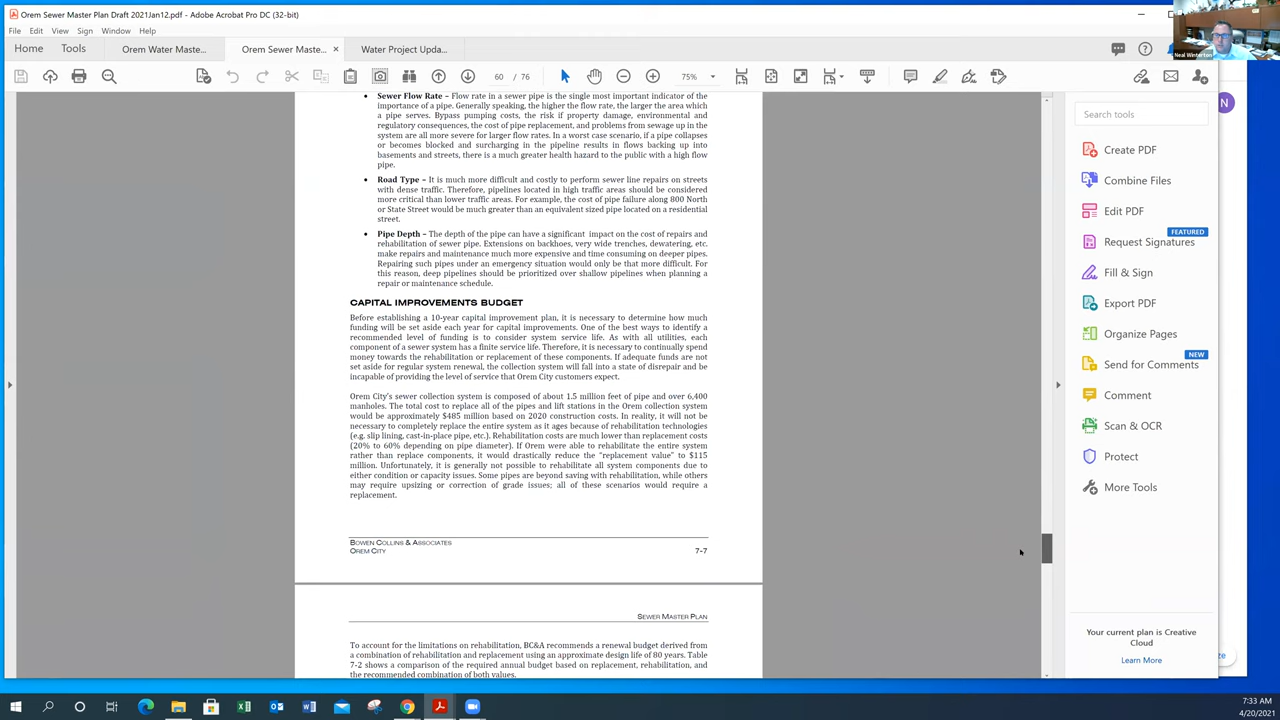 Orem Sewer Master Plan Draft 2021Jan12.pdf - Adobe Acrobat Pro DC (32-bit)
File Edit View Sign Window Help
Home Tools Orem Water Maste... Orem Sewer Maste... × Water Project Upda...
60 / 76 75%
Neal Winterton
N
• Sewer Flow Rate – Flow rate in a sewer pipe is the single most important indicator of the
importance of a pipe. Generally speaking, the higher the flow rate, the larger the area which
a pipe serves. Bypass pumping costs, the risk if property damage, environmental and
regulatory consequences, the cost of pipe replacement, and problems from sewage up in the
system are all more severe for larger flow rates. In a worst case scenario, if a pipe collapses
or becomes blocked and surcharging in the pipeline results in flows backing up into
basements and streets, there is a much greater health hazard to the public with a high flow
pipe.
• Road Type – It is much more difficult and costly to perform sewer line repairs on streets
with dense traffic. Therefore, pipelines located in high traffic areas should be considered
more critical than lower traffic areas. For example, the cost of pipe failure along 800 North
or State Street would be much greater than an equivalent sized pipe located on a residential
street.
• Pipe Depth – The depth of the pipe can have a significant impact on the cost of repairs and
rehabilitation of sewer pipe. Extensions on backhoes, very wide trenches, dewatering, etc.
make repairs and maintenance much more expensive and time consuming on deeper pipes.
Repairing such pipes under an emergency situation would only be that more difficult. For
this reason, deep pipelines should be prioritized over shallow pipelines when planning a
repair or maintenance schedule.
CAPITAL IMPROVEMENTS BUDGET
Before establishing a 10-year capital improvement plan, it is necessary to determine how much
funding will be set aside each year for capital improvements. One of the best ways to identify a
recommended level of funding is to consider system service life. As with all utilities, each
component of a sewer system has a finite service life. Therefore, it is necessary to continually spend
money towards the rehabilitation or replacement of these components. If adequate funds are not
set aside for regular system renewal, the collection system will fall into a state of disrepair and be
incapable of providing the level of service that Orem City customers expect.
Orem City's sewer collection system is composed of about 1.5 million feet of pipe and over 6,400
manholes. The total cost to replace all of the pipes and lift stations in the Orem collection system
would be approximately $485 million based on 2020 construction costs. In reality, it will not be
necessary to completely replace the entire system as it ages because of rehabilitation technologies
(e.g. slip lining, cast-in-place pipe, etc.). Rehabilitation costs are much lower than replacement costs
(20% to 60% depending on pipe diameter). If Orem were able to rehabilitate the entire system
rather than replace components, it would drastically reduce the "replacement value" to $115
million. Unfortunately, it is generally not possible to rehabilitate all system components due to
either condition or capacity issues. Some pipes are beyond saving with rehabilitation, while others
may require upsizing or correction of grade issues; all of these scenarios would require a
replacement.
BOWEN COLLINS & ASSOCIATES
OREM CITY 7-7
SEWER MASTER PLAN
To account for the limitations on rehabilitation, BC&A recommends a renewal budget derived from
a combination of rehabilitation and replacement using an approximate design life of 80 years. Table
7-2 shows a comparison of the required annual budget based on replacement, rehabilitation, and
the recommended combination of both values.
Search tools
Create PDF
Combine Files
Edit PDF
FEATURED
Request Signatures
Fill & Sign
Export PDF
Organize Pages
NEW
Send for Comments
Comment
Scan & OCR
Protect
More Tools
Your current plan is Creative
Cloud
Learn More
7:33 AM
4/20/2021